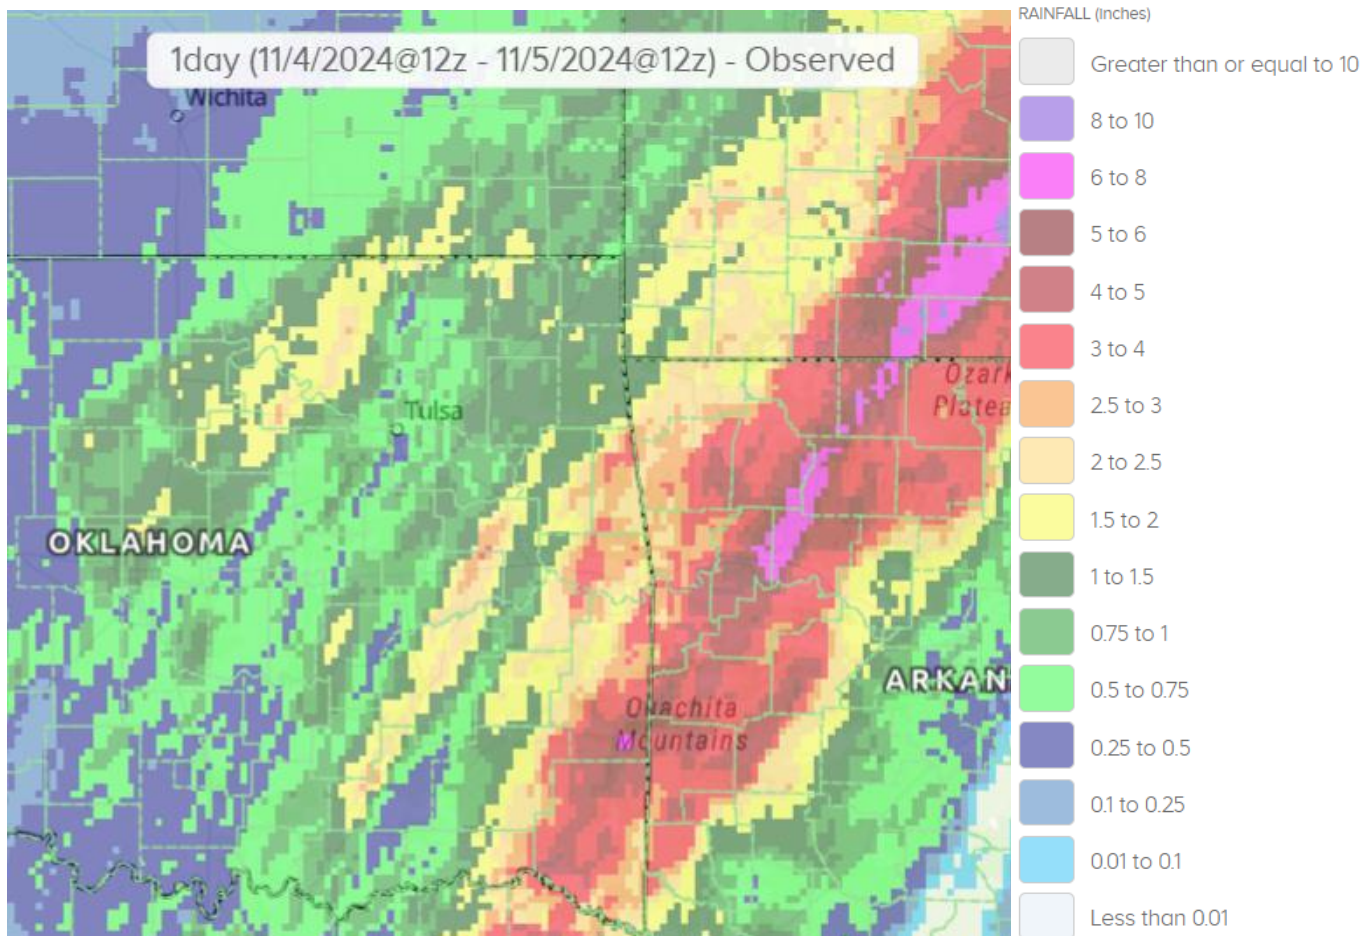 RAINFALL (Inches)
1day (11/4/2024@12z - 11/5/2024@12z) - Observed
Greater than or equal to 10
Wichita
8 to 10
6 to 8
5 to 6
4 to 5
3 to 4
Ozark
Platea
2.5 to 3
Tulsa
2 to 2.5
1.5 to 2
OKLAHOMA
1 to 1.5
0.75 to 1
ARKAN
0.5 to 0.75
Ouachita
Mountains
0.25 to 0.5
0.1 to 0.25
0.01 to 0.1
Less than 0.01